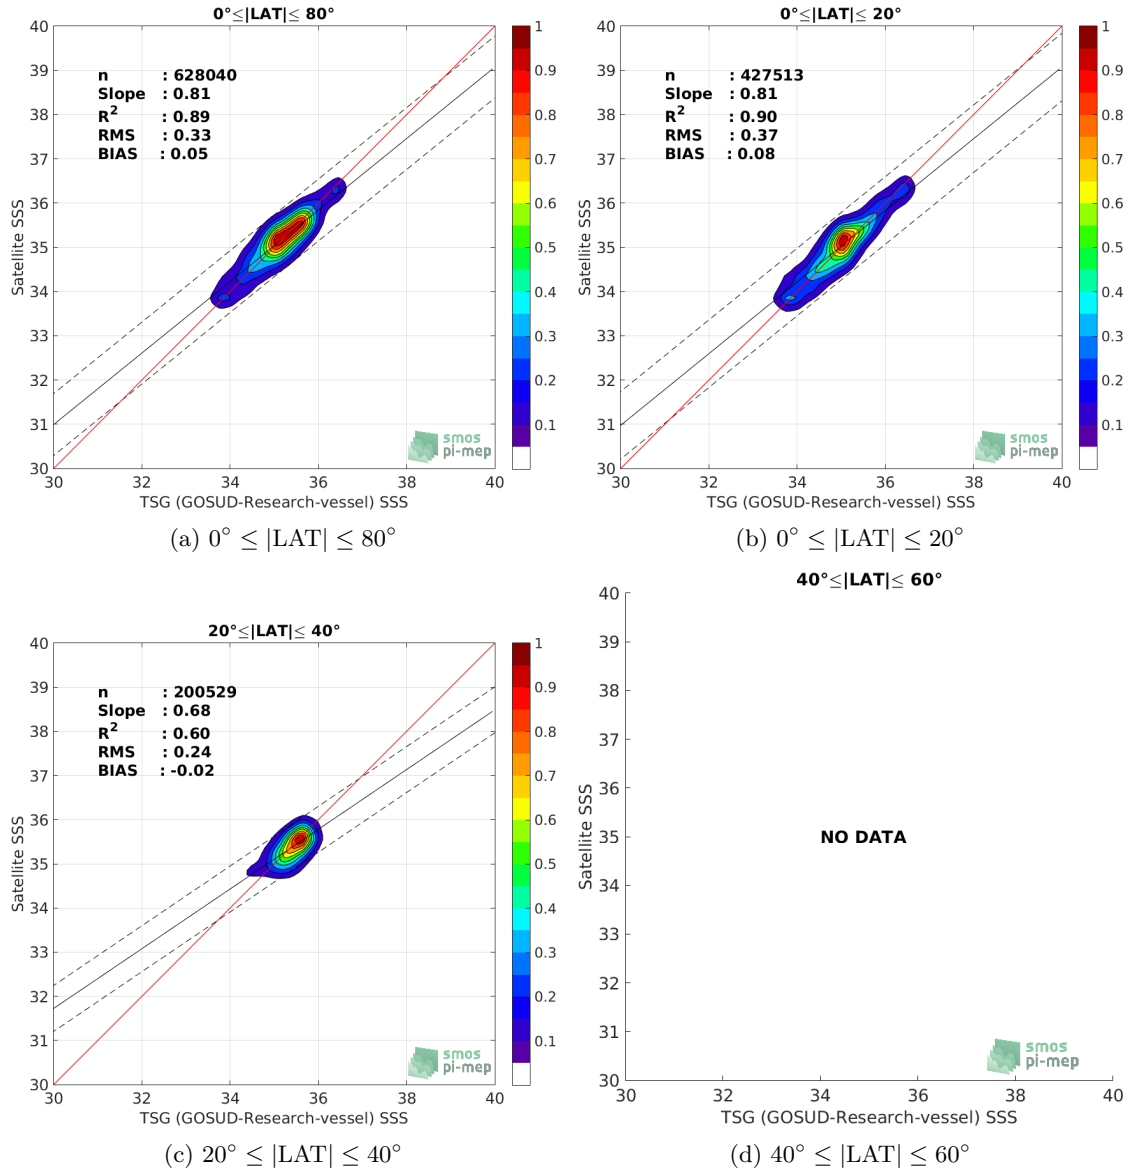 0°≤|LAT|≤ 80°
40
39
38
37
36
35
34
33
32
31
30
Satellite SSS
n : 628040
Slope : 0.81
R² : 0.89
RMS : 0.33
BIAS : 0.05
smos
pi-mep
30 32 34 36 38 40
TSG (GOSUD-Research-vessel) SSS
1
0.9
0.8
0.7
0.6
0.5
0.4
0.3
0.2
0.1
(a) 0° ≤ |LAT| ≤ 80°
0°≤|LAT|≤ 20°
40
39
38
37
36
35
34
33
32
31
30
Satellite SSS
n : 427513
Slope : 0.81
R² : 0.90
RMS : 0.37
BIAS : 0.08
smos
pi-mep
30 32 34 36 38 40
TSG (GOSUD-Research-vessel) SSS
1
0.9
0.8
0.7
0.6
0.5
0.4
0.3
0.2
0.1
(b) 0° ≤ |LAT| ≤ 20°
20°≤|LAT|≤ 40°
40
39
38
37
36
35
34
33
32
31
30
Satellite SSS
n : 200529
Slope : 0.68
R² : 0.60
RMS : 0.24
BIAS : -0.02
smos
pi-mep
30 32 34 36 38 40
TSG (GOSUD-Research-vessel) SSS
1
0.9
0.8
0.7
0.6
0.5
0.4
0.3
0.2
0.1
(c) 20° ≤ |LAT| ≤ 40°
40°≤|LAT|≤ 60°
40
39
38
37
36
35
34
33
32
31
30
Satellite SSS
NO DATA
smos
pi-mep
30 32 34 36 38 40
TSG (GOSUD-Research-vessel) SSS
(d) 40° ≤ |LAT| ≤ 60°